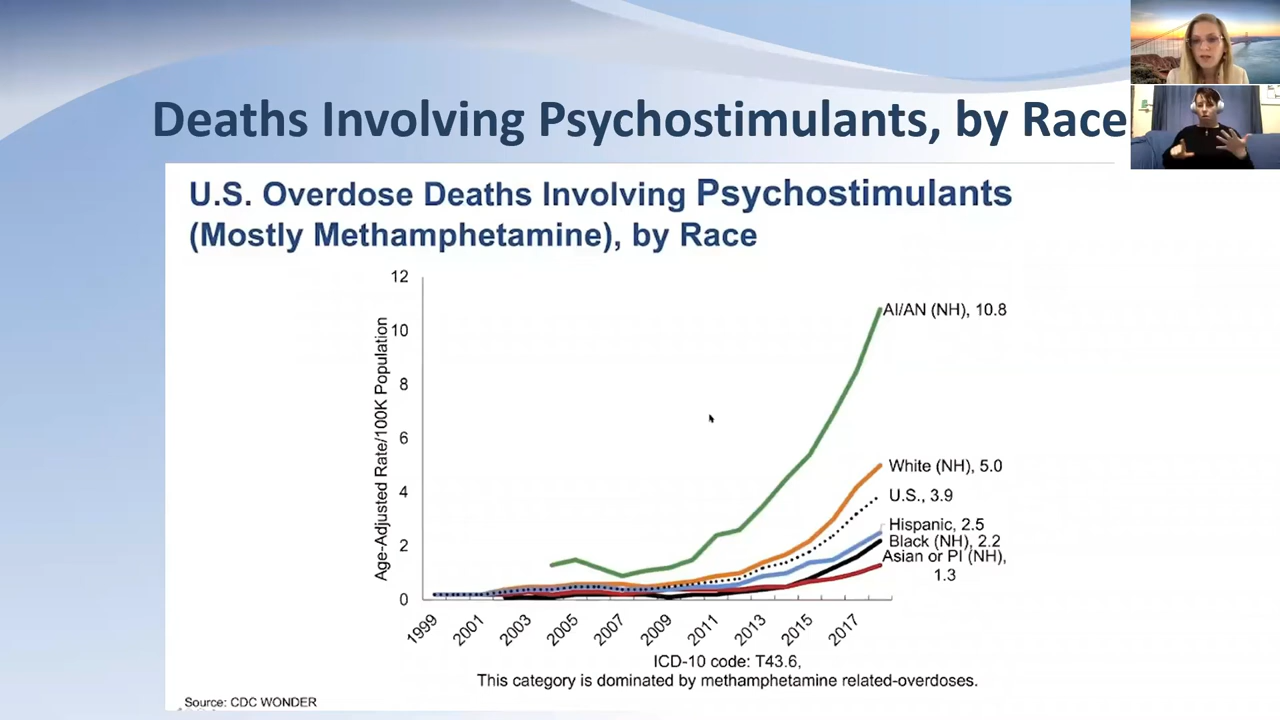 Deaths Involving Psychostimulants, by Race
U.S. Overdose Deaths Involving Psychostimulants
(Mostly Methamphetamine), by Race
Age-Adjusted Rate/100K Population
12
10
8
6
4
2
0
AI/AN (NH), 10.8
White (NH), 5.0
U.S., 3.9
Hispanic, 2.5
Black (NH), 2.2
Asian or PI (NH),
1.3
1999
2001
2003
2005
2007
2009
2011
2013
2015
2017
ICD-10 code: T43.6,
This category is dominated by methamphetamine related-overdoses.
Source: CDC WONDER